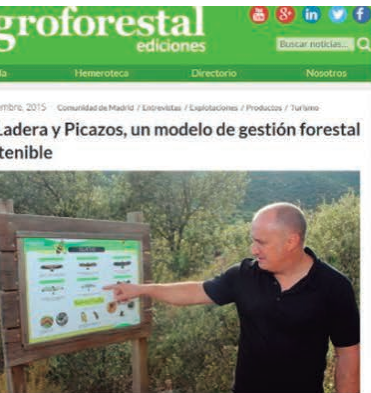 groforestal
ediciones
Buscar noticias...
Hemeroteca
Directorio
Nosotros
embre, 2015 Comunidad de Madrid / Entrevistas / Explotaciones / Productos / Turismo
Ladera y Picazos, un modelo de gestión forestal
tenible